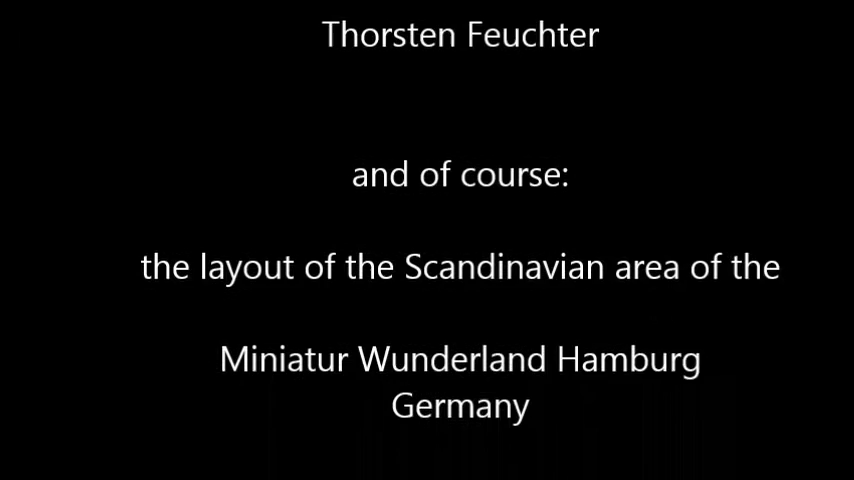 Thorsten Feuchter
and of course:
the layout of the Scandinavian area of the
Miniatur Wunderland Hamburg
Germany